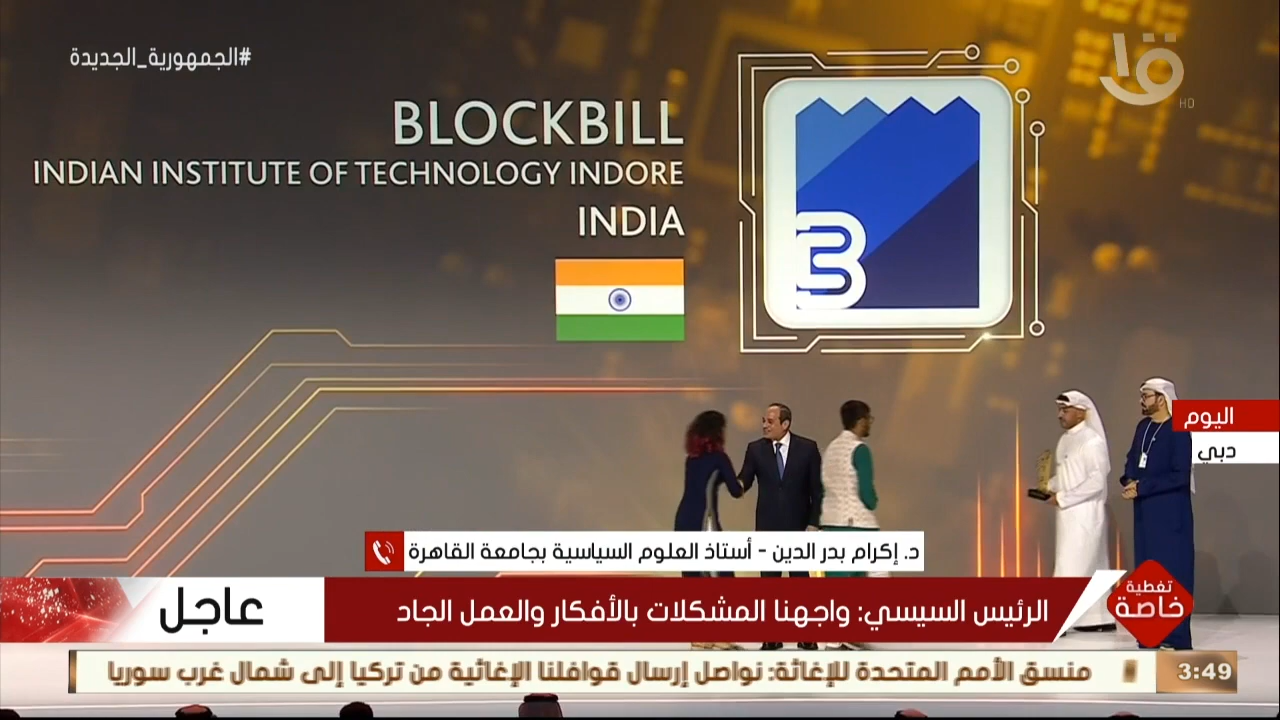 #الجمهورية_الجديدة
HD
BLOCKBILL
INDIAN INSTITUTE OF TECHNOLOGY INDORE
INDIA
B
اليوم
دبي
د. إكرام بدر الدين - أستاذ العلوم السياسية بجامعة القاهرة
تغطية
خاصة
الرئيس السيسي: واجهنا المشكلات بالأفكار والعمل الجاد
عاجل
منسق الأمم المتحدة للإغاثة: نواصل إرسال قوافلنا الإغاثية من تركيا إلى شمال غرب سوريا
3:49